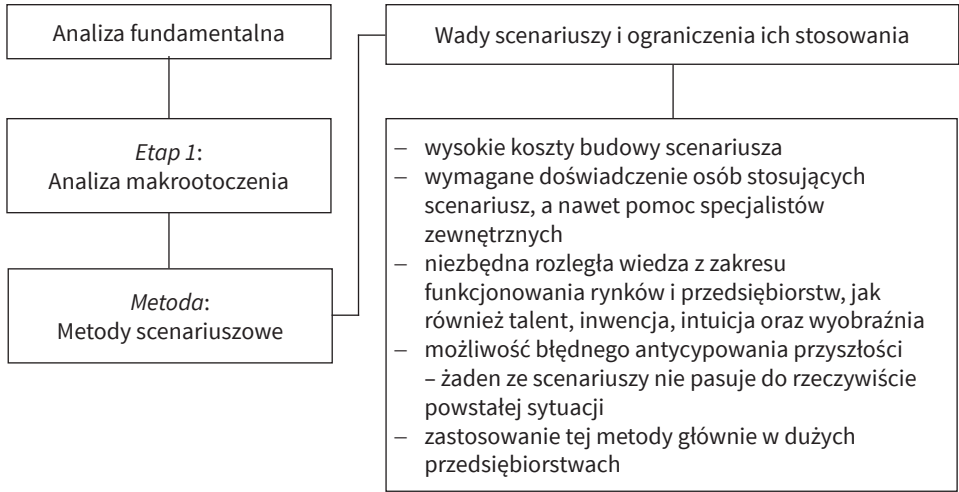 Analiza fundamentalna
Etap 1:
Analiza makrootoczenia
Metoda:
Metody scenariuszowe
Wady scenariuszy i ograniczenia ich stosowania
– wysokie koszty budowy scenariusza
– wymagane doświadczenie osób stosujących
scenariusz, a nawet pomoc specjalistów
zewnętrznych
– niezbędna rozległa wiedza z zakresu
funkcjonowania rynków i przedsiębiorstw, jak
również talent, inwencja, intuicja oraz wyobraźnia
– możliwość błędnego antycypowania przyszłości
– żaden ze scenariuszy nie pasuje do rzeczywiście
powstałej sytuacji
– zastosowanie tej metody głównie w dużych
przedsiębiorstwach